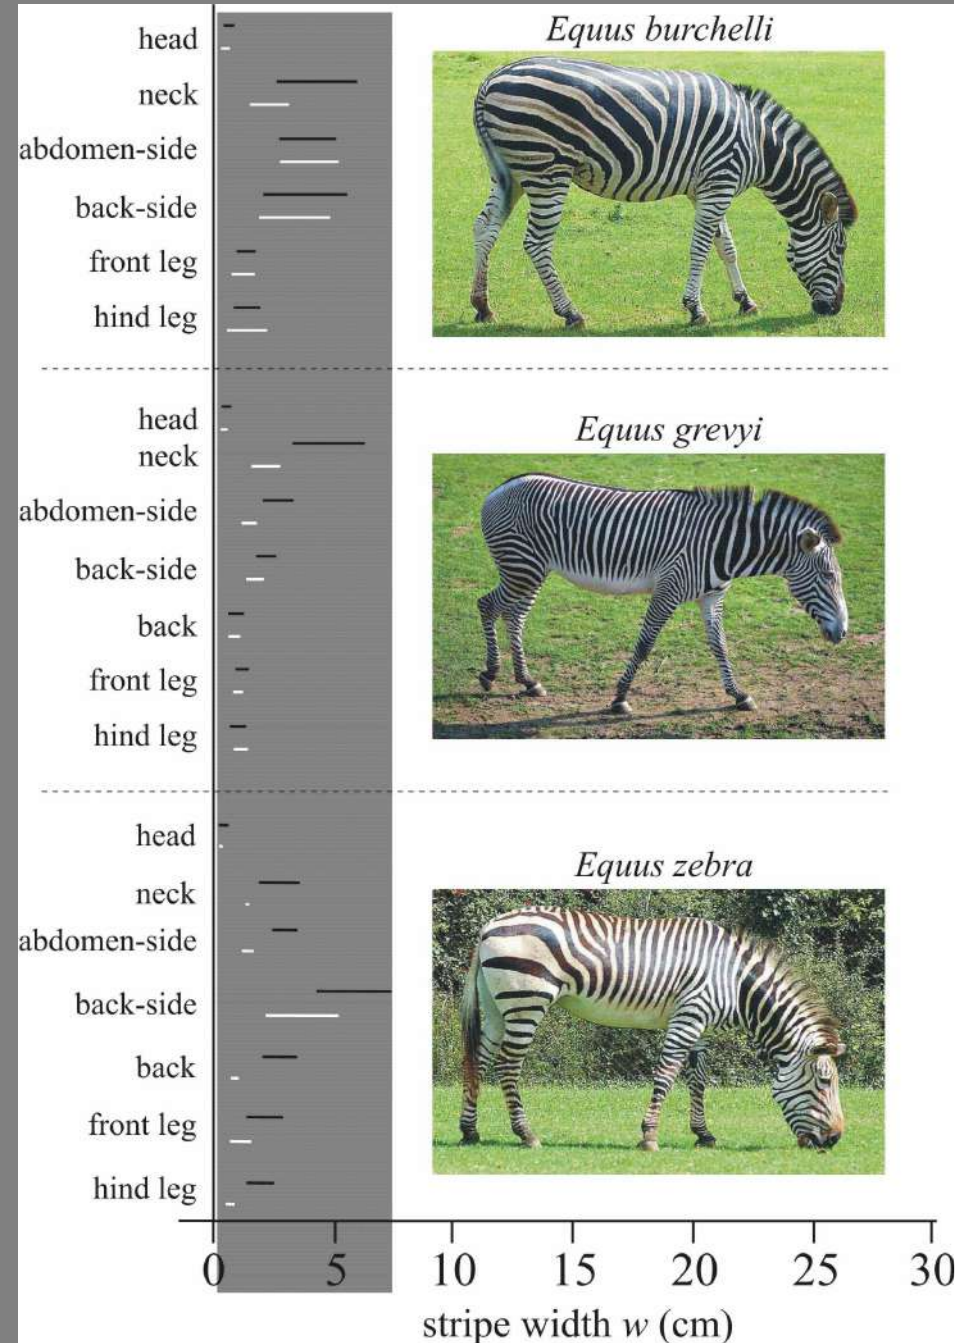 Equus burchelli
head
neck
abdomen-side
back-side
front leg
hind leg
Equus grevyi
head
neck
abdomen-side
back-side
back
front leg
hind leg
Equus zebra
head
neck
abdomen-side
back-side
back
front leg
hind leg
0 5 10 15 20 25 30
stripe width w (cm)